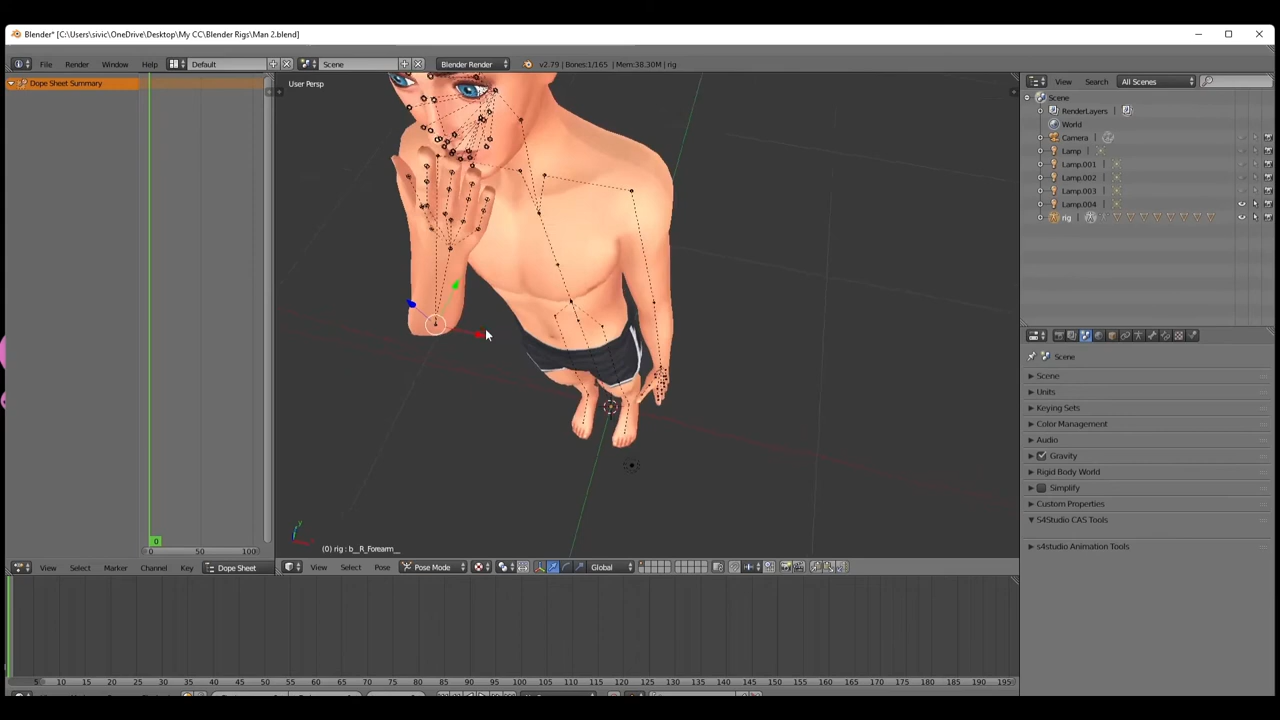 Blender* [C:\Users\sivic\OneDrive\Desktop\My CC\Blender Rigs\Man 2.blend]
File Render Window Help Default Scene Blender Render v2.79 | Bones:1/165 | Mem:38.30M | rig
View Search All Scenes
Dope Sheet Summary
User Persp
Scene
RenderLayers
World
Camera
Lamp
Lamp.001
Lamp.002
Lamp.003
Lamp.004
rig
Scene
Scene
Units
Keying Sets
Color Management
Audio
Gravity
Rigid Body World
Simplify
Custom Properties
S4Studio CAS Tools
s4studio Animation Tools
0
0 50 100
(0) rig : b__R_Forearm__
View Select Marker Channel Key Dope Sheet
View Select Pose Pose Mode Global
5 10 15 20 25 30 35 40 45 50 55 60 65 70 75 80 85 90 95 100 105 110 115 120 125 130 135 140 145 150 155 160 165 170 175 180 185 190 195